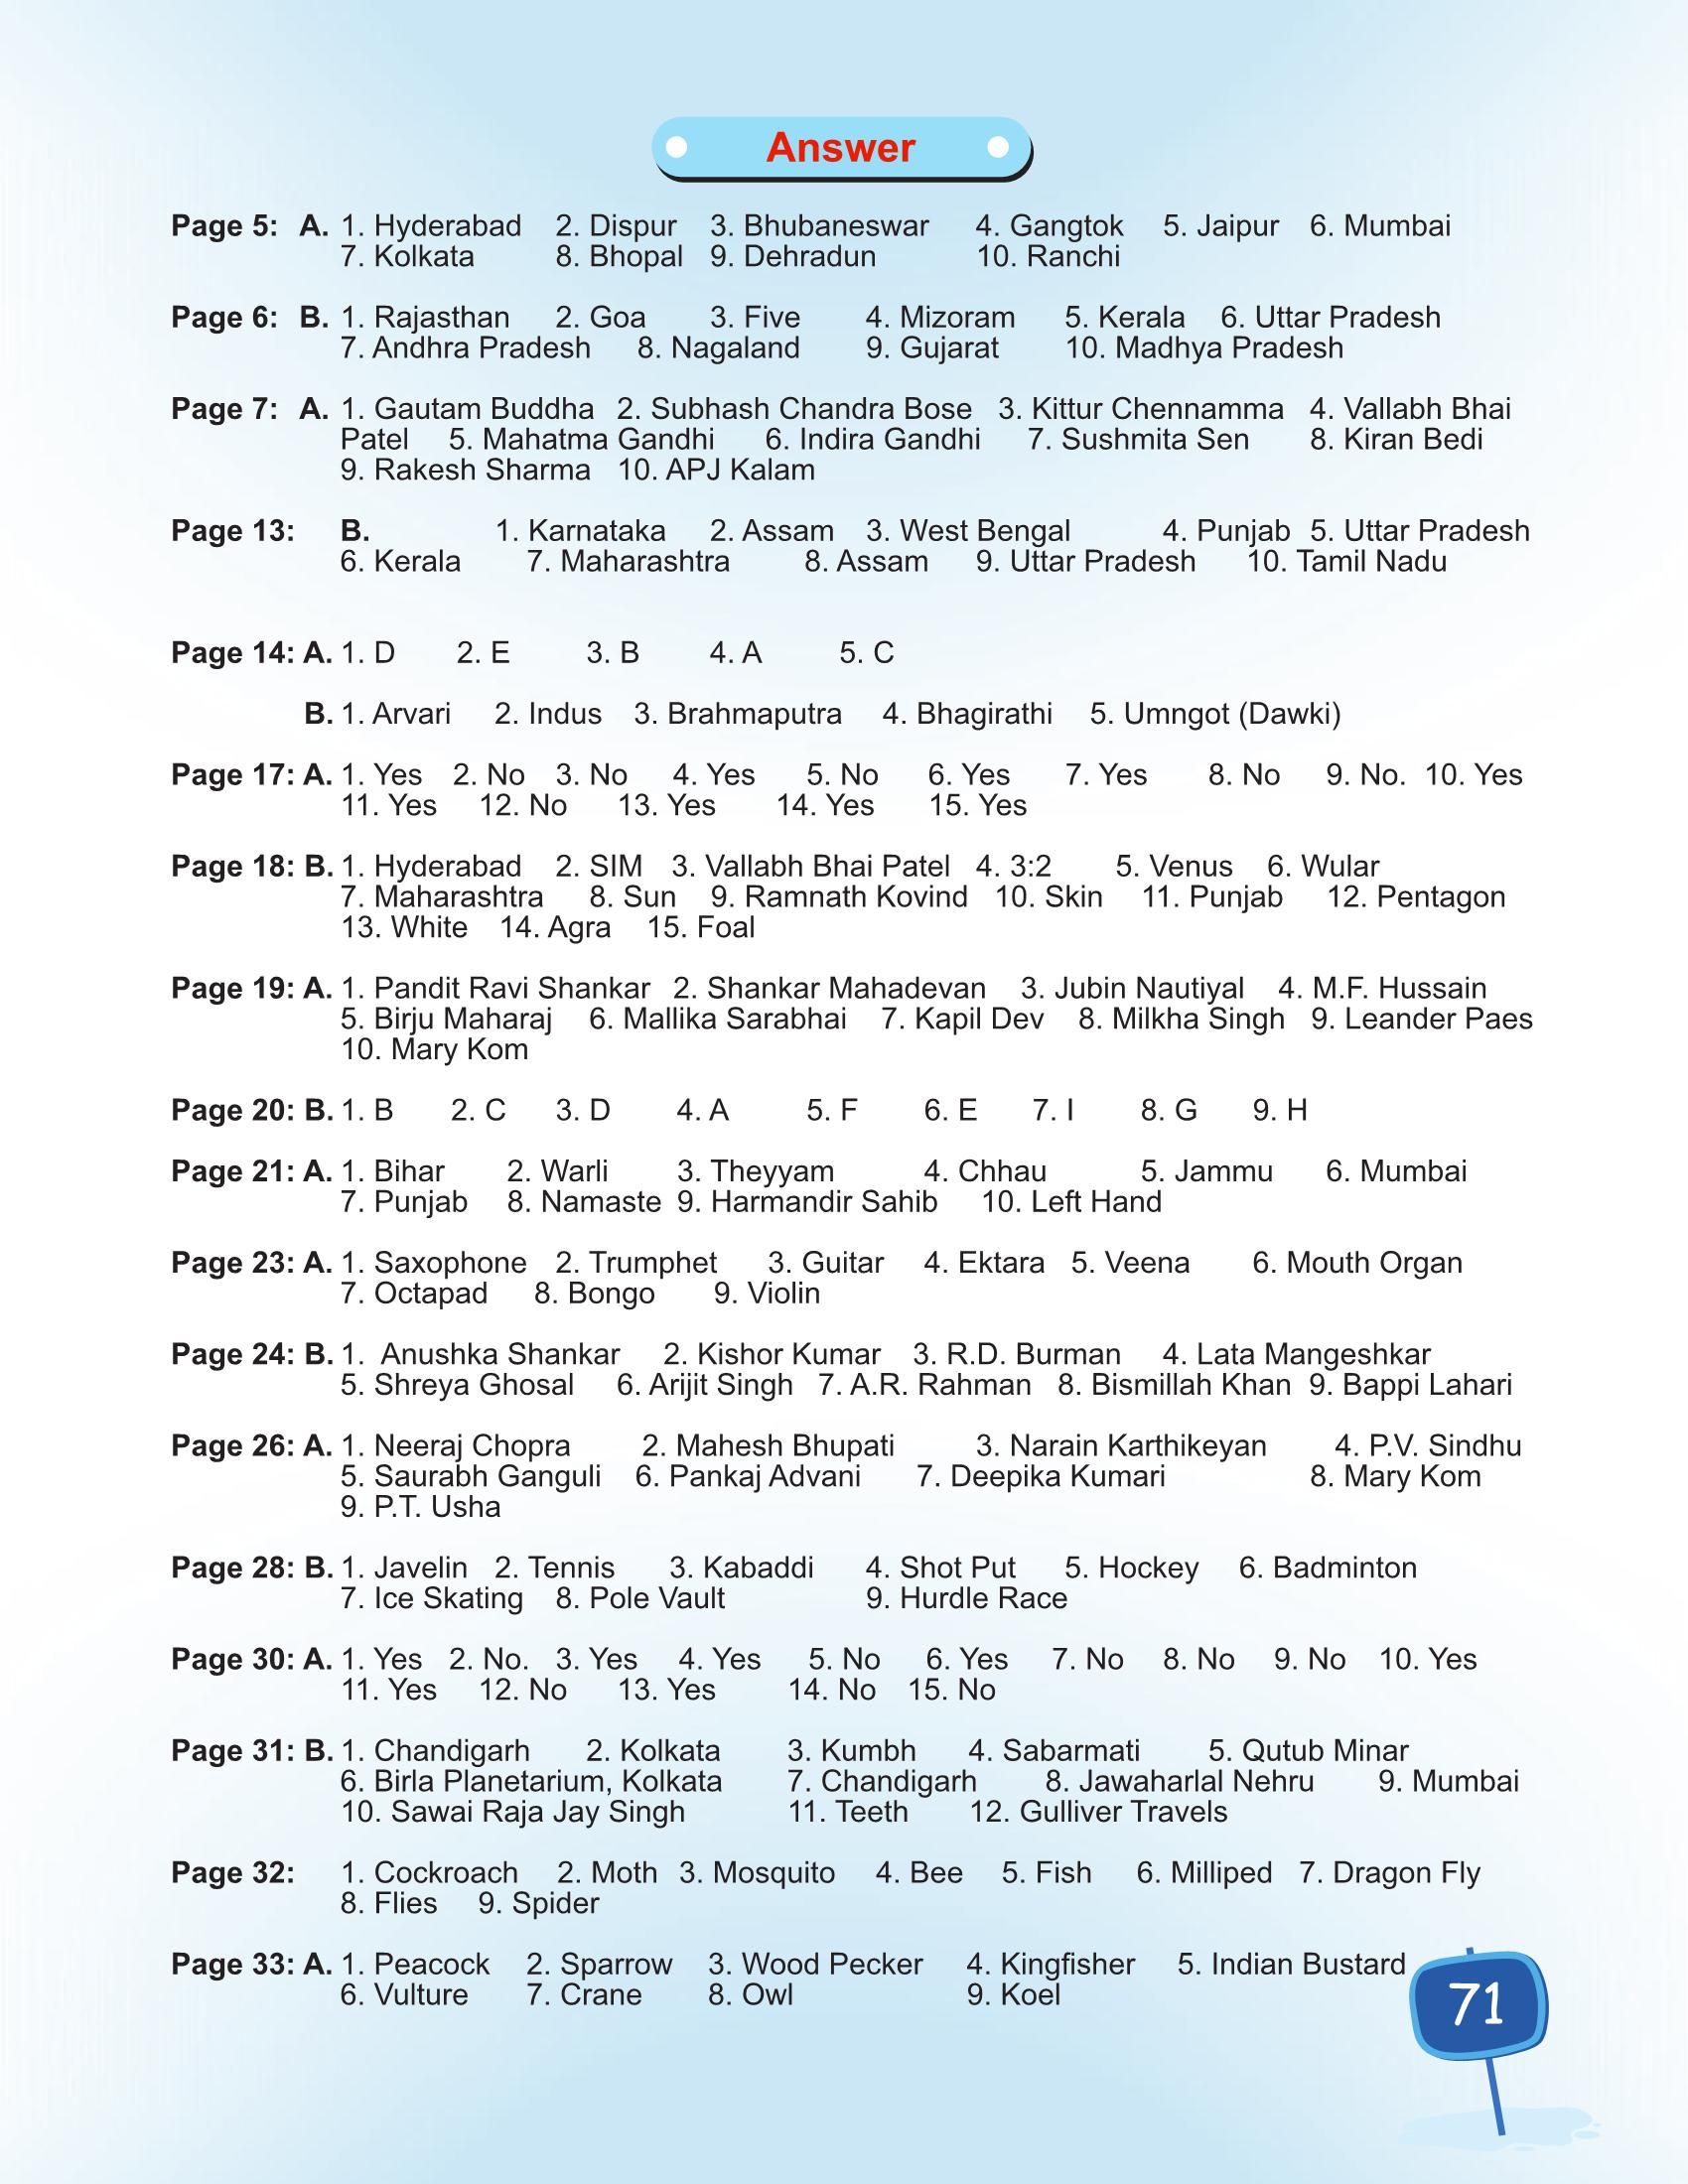 Answer
Page 5: A. 1. Hyderabad 2. Dispur 3. Bhubaneswar 4. Gangtok 5. Jaipur 6. Mumbai
7. Kolkata 8. Bhopal 9. Dehradun 10. Ranchi
Page 6: B. 1. Rajasthan 2. Goa 3. Five 4. Mizoram 5. Kerala 6. Uttar Pradesh
7. Andhra Pradesh 8. Nagaland 9. Gujarat 10. Madhya Pradesh
Page 7: A. 1. Gautam Buddha 2. Subhash Chandra Bose 3. Kittur Chennamma 4. Vallabh Bhai
Patel 5. Mahatma Gandhi 6. Indira Gandhi 7. Sushmita Sen 8. Kiran Bedi
9. Rakesh Sharma 10. APJ Kalam
Page 13: B. 1. Karnataka 2. Assam 3. West Bengal 4. Punjab 5. Uttar Pradesh
6. Kerala 7. Maharashtra 8. Assam 9. Uttar Pradesh 10. Tamil Nadu
Page 14: A. 1. D 2. E 3. B 4. A 5. C
B. 1. Arvari 2. Indus 3. Brahmaputra 4. Bhagirathi 5. Umngot (Dawki)
Page 17: A. 1. Yes 2. No 3. No 4. Yes 5. No 6. Yes 7. Yes 8. No 9. No. 10. Yes
11. Yes 12. No 13. Yes 14. Yes 15. Yes
Page 18: B. 1. Hyderabad 2. SIM 3. Vallabh Bhai Patel 4. 3:2 5. Venus 6. Wular
7. Maharashtra 8. Sun 9. Ramnath Kovind 10. Skin 11. Punjab 12. Pentagon
13. White 14. Agra 15. Foal
Page 19: A. 1. Pandit Ravi Shankar 2. Shankar Mahadevan 3. Jubin Nautiyal 4. M.F. Hussain
5. Birju Maharaj 6. Mallika Sarabhai 7. Kapil Dev 8. Milkha Singh 9. Leander Paes
10. Mary Kom
Page 20: B. 1. B 2. C 3. D 4. A 5. F 6. E 7. I 8. G 9. H
Page 21: A. 1. Bihar 2. Warli 3. Theyyam 4. Chhau 5. Jammu 6. Mumbai
7. Punjab 8. Namaste 9. Harmandir Sahib 10. Left Hand
Page 23: A. 1. Saxophone 2. Trumphet 3. Guitar 4. Ektara 5. Veena 6. Mouth Organ
7. Octapad 8. Bongo 9. Violin
Page 24: B. 1. Anushka Shankar 2. Kishor Kumar 3. R.D. Burman 4. Lata Mangeshkar
5. Shreya Ghosal 6. Arijit Singh 7. A.R. Rahman 8. Bismillah Khan 9. Bappi Lahari
Page 26: A. 1. Neeraj Chopra 2. Mahesh Bhupati 3. Narain Karthikeyan 4. P.V. Sindhu
5. Saurabh Ganguli 6. Pankaj Advani 7. Deepika Kumari 8. Mary Kom
9. P.T. Usha
Page 28: B. 1. Javelin 2. Tennis 3. Kabaddi 4. Shot Put 5. Hockey 6. Badminton
7. Ice Skating 8. Pole Vault 9. Hurdle Race
Page 30: A. 1. Yes 2. No. 3. Yes 4. Yes 5. No 6. Yes 7. No 8. No 9. No 10. Yes
11. Yes 12. No 13. Yes 14. No 15. No
Page 31: B. 1. Chandigarh 2. Kolkata 3. Kumbh 4. Sabarmati 5. Qutub Minar
6. Birla Planetarium, Kolkata 7. Chandigarh 8. Jawaharlal Nehru 9. Mumbai
10. Sawai Raja Jay Singh 11. Teeth 12. Gulliver Travels
Page 32: 1. Cockroach 2. Moth 3. Mosquito 4. Bee 5. Fish 6. Milliped 7. Dragon Fly
8. Flies 9. Spider
Page 33: A. 1. Peacock 2. Sparrow 3. Wood Pecker 4. Kingfisher 5. Indian Bustard
6. Vulture 7. Crane 8. Owl 9. Koel
71